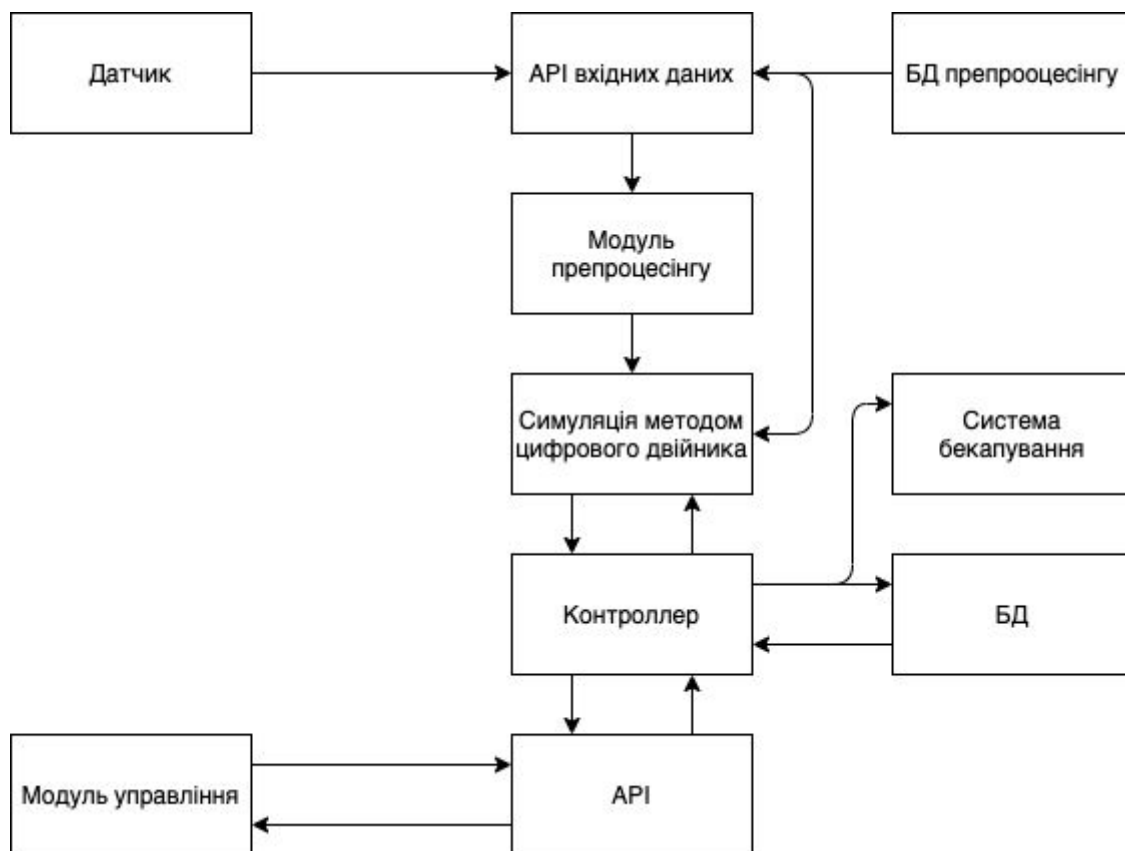 Датчик
API вхідних даних
БД препрооцесінгу
Модуль
препроцесінгу
Симуляція методом
цифрового двійника
Система
бекапування
Контроллер
БД
Модуль управління
API